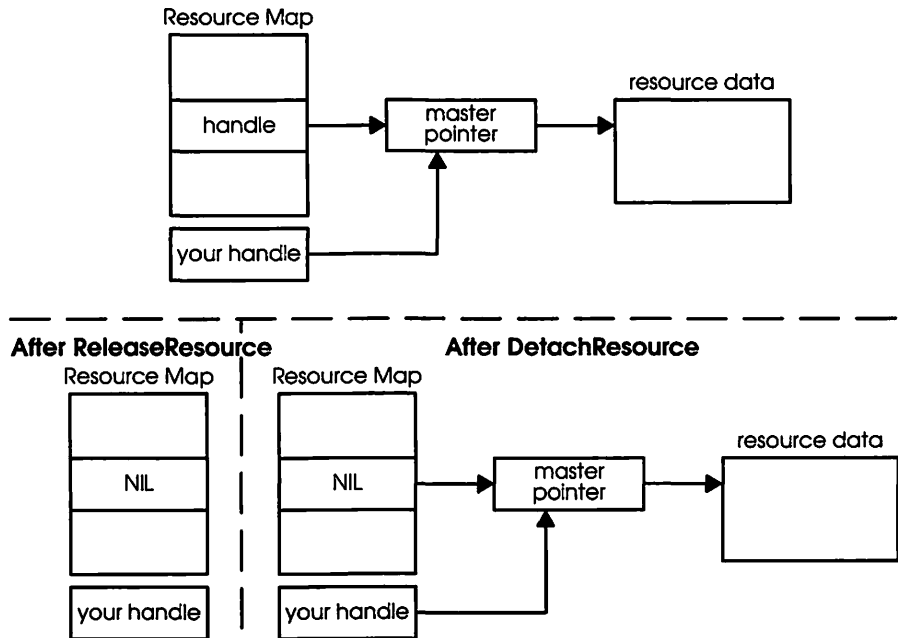 Resource Map
handle
your handle
master
pointer
resource data
After ReleaseResource
Resource Map
NIL
your handle
After DetachResource
Resource Map
NIL
your handle
master
pointer
resource data